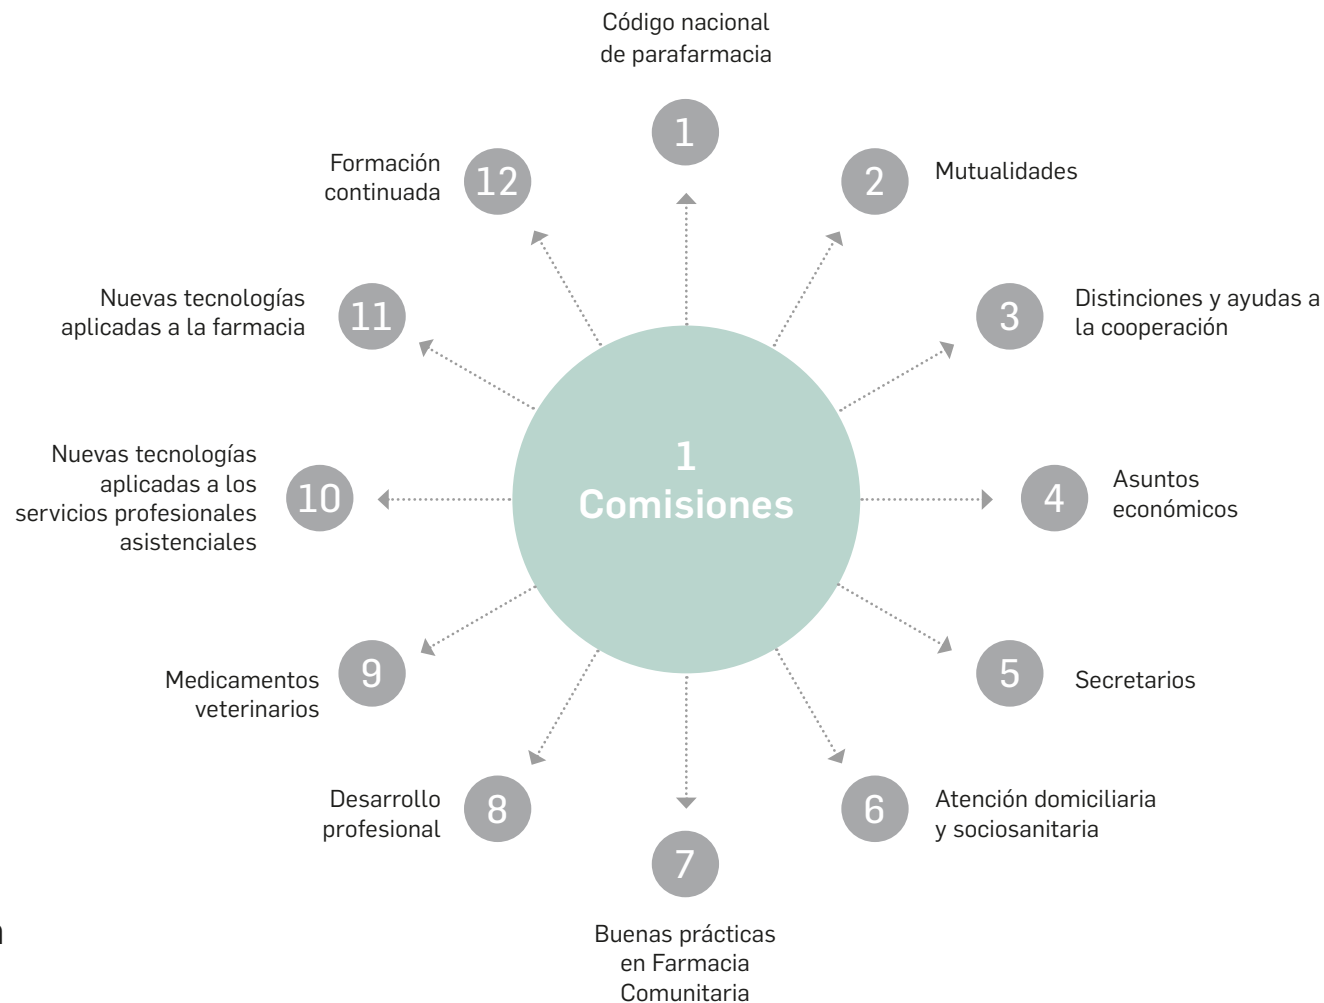 Código nacional
de parafarmacia
1
2
Mutualidades
3
Distinciones y ayudas a
la cooperación
4
Asuntos
económicos
5
Secretarios
6
Atención domiciliaria
y sociosanitaria
7
Buenas prácticas
en Farmacia
Comunitaria
8
Desarrollo
profesional
9
Medicamentos
veterinarios
10
Nuevas tecnologías
aplicadas a los
servicios profesionales
asistenciales
11
Nuevas tecnologías
aplicadas a la farmacia
12
Formación
continuada
1
Comisiones